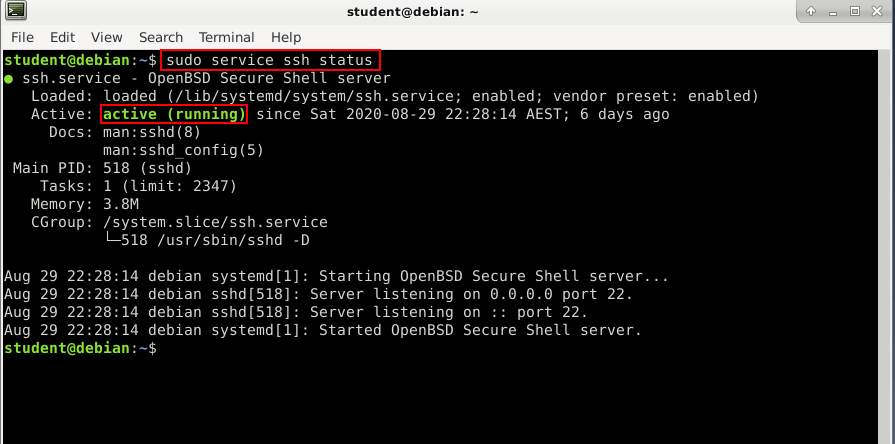 student@debian: ~
File Edit View Search Terminal Help
student@debian:~$ sudo service ssh status
● ssh.service - OpenBSD Secure Shell server
   Loaded: loaded (/lib/systemd/system/ssh.service; enabled; vendor preset: enabled)
   Active: active (running) since Sat 2020-08-29 22:28:14 AEST; 6 days ago
     Docs: man:sshd(8)
           man:sshd_config(5)
 Main PID: 518 (sshd)
    Tasks: 1 (limit: 2347)
   Memory: 3.8M
   CGroup: /system.slice/ssh.service
           └─518 /usr/sbin/sshd -D
Aug 29 22:28:14 debian systemd[1]: Starting OpenBSD Secure Shell server...
Aug 29 22:28:14 debian sshd[518]: Server listening on 0.0.0.0 port 22.
Aug 29 22:28:14 debian sshd[518]: Server listening on :: port 22.
Aug 29 22:28:14 debian systemd[1]: Started OpenBSD Secure Shell server.
student@debian:~$